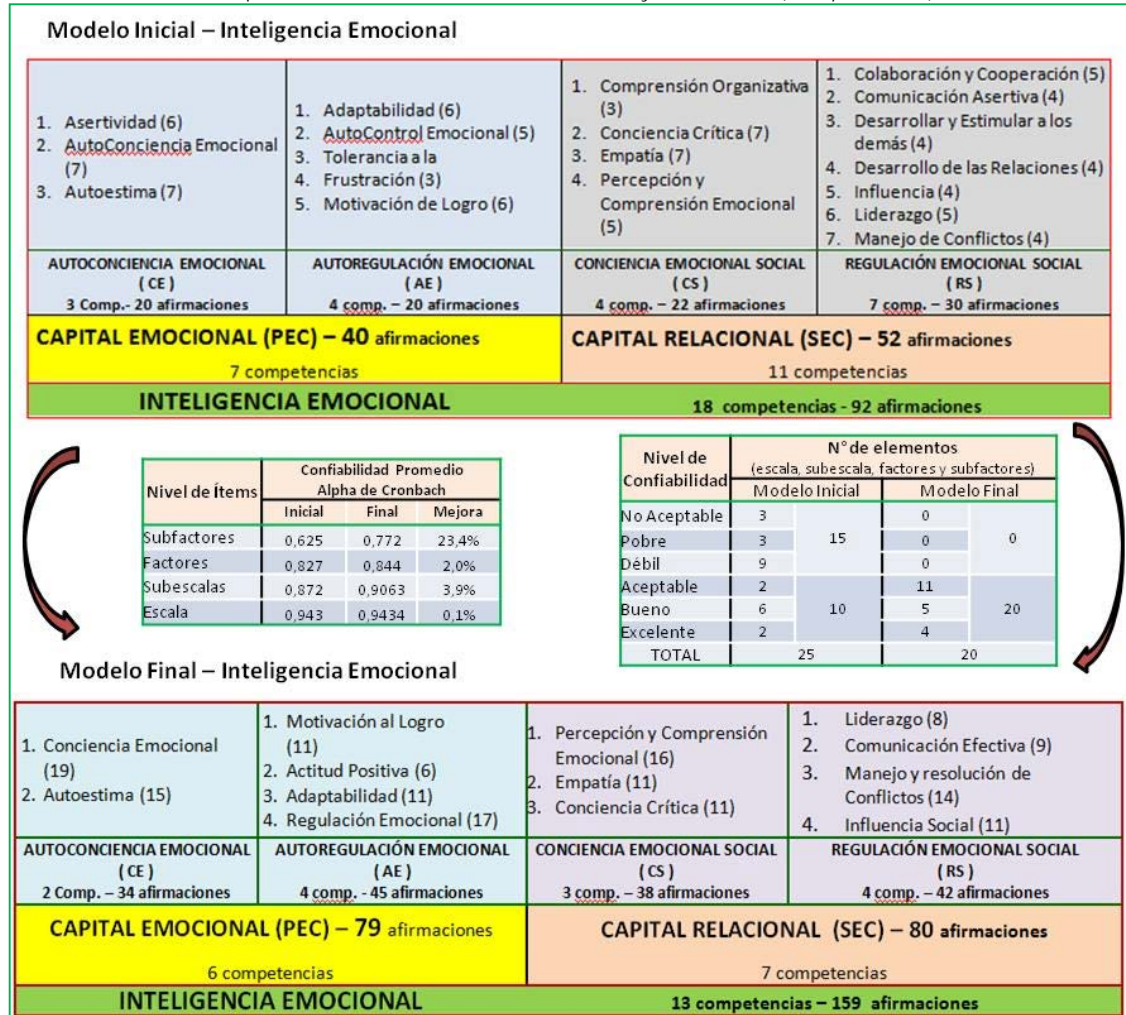 Modelo Inicial – Inteligencia Emocional
1. Asertividad (6)
2. AutoConciencia Emocional
(7)
3. Autoestima (7)
1. Adaptabilidad (6)
2. AutoControl Emocional (5)
3. Tolerancia a la
4. Frustración (3)
5. Motivación de Logro (6)
1. Comprensión Organizativa
(3)
2. Conciencia Crítica (7)
3. Empatía (7)
4. Percepción y
Comprensión Emocional
(5)
1. Colaboración y Cooperación (5)
2. Comunicación Asertiva (4)
3. Desarrollar y Estimular a los
demás (4)
4. Desarrollo de las Relaciones (4)
5. Influencia (4)
6. Liderazgo (5)
7. Manejo de Conflictos (4)
AUTOCONCIENCIA EMOCIONAL
( CE )
3 Comp.- 20 afirmaciones
AUTOREGULACIÓN EMOCIONAL
( AE )
4 comp. – 20 afirmaciones
CONCIENCIA EMOCIONAL SOCIAL
( CS )
4 comp. – 22 afirmaciones
REGULACIÓN EMOCIONAL SOCIAL
( RS )
7 comp. – 30 afirmaciones
CAPITAL EMOCIONAL (PEC) – 40 afirmaciones
7 competencias
CAPITAL RELACIONAL (SEC) – 52 afirmaciones
11 competencias
INTELIGENCIA EMOCIONAL 18 competencias - 92 afirmaciones
Nivel de Ítems
Confiabilidad Promedio
Alpha de Cronbach
Inicial Final Mejora
Subfactores 0,625 0,772 23,4%
Factores 0,827 0,844 2,0%
Subescalas 0,872 0,9063 3,9%
Escala 0,943 0,9434 0,1%
Nivel de
Confiabilidad
N° de elementos
(escala, subescala, factores y subfactores)
Modelo Inicial Modelo Final
No Aceptable 3 0
Pobre 3 15 0 0
Débil 9 0
Aceptable 2 11
Bueno 6 10 5 20
Excelente 2 4
TOTAL 25 20
Modelo Final – Inteligencia Emocional
1. Conciencia Emocional
(19)
2. Autoestima (15)
1. Motivación al Logro
(11)
2. Actitud Positiva (6)
3. Adaptabilidad (11)
4. Regulación Emocional (17)
1. Percepción y Comprensión
Emocional (16)
2. Empatía (11)
3. Conciencia Crítica (11)
1. Liderazgo (8)
2. Comunicación Efectiva (9)
3. Manejo y resolución de
Conflictos (14)
4. Influencia Social (11)
AUTOCONCIENCIA EMOCIONAL
( CE )
2 Comp. – 34 afirmaciones
AUTOREGULACIÓN EMOCIONAL
( AE )
4 comp. - 45 afirmaciones
CONCIENCIA EMOCIONAL SOCIAL
( CS )
3 comp. – 38 afirmaciones
REGULACIÓN EMOCIONAL SOCIAL
( RS )
4 comp. – 42 afirmaciones
CAPITAL EMOCIONAL (PEC) – 79 afirmaciones
6 competencias
CAPITAL RELACIONAL (SEC) – 80 afirmaciones
7 competencias
INTELIGENCIA EMOCIONAL 13 competencias – 159 afirmaciones